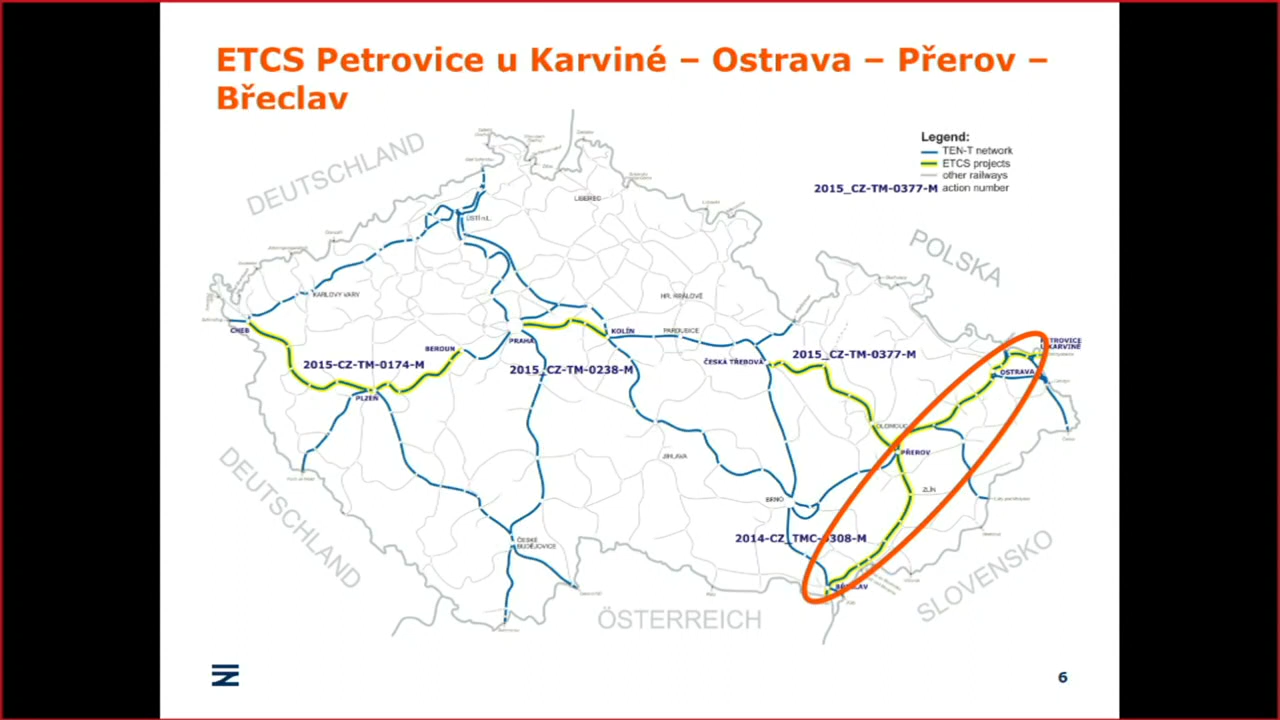 ETCS Petrovice u Karviné – Ostrava – Přerov –
Břeclav
Legend:
TEN-T network
ETCS projects
other railways
2015_CZ-TM-0377-M action number
DEUTSCHLAND
POLSKA
LIBEREC
ÚSTÍ n.L.
KARLOVY VARY
HR. KRÁLOVÉ
CHEB
PRAHA
KOLÍN
PARDUBICE
BEROUN
PETROVICE
U KARVINÉ
2015-CZ-TM-0174-M
2015_CZ-TM-0238-M
ČESKÁ TŘEBOVÁ
2015_CZ-TM-0377-M
OSTRAVA
PLZEŇ
OLOMOUC
PŘEROV
JIHLAVA
ZLÍN
BRNO
DEUTSCHLAND
ČESKÉ
BUDĚJOVICE
2014-CZ_TMC-0308-M
BŘECLAV
SLOVENSKO
ÖSTERREICH
6